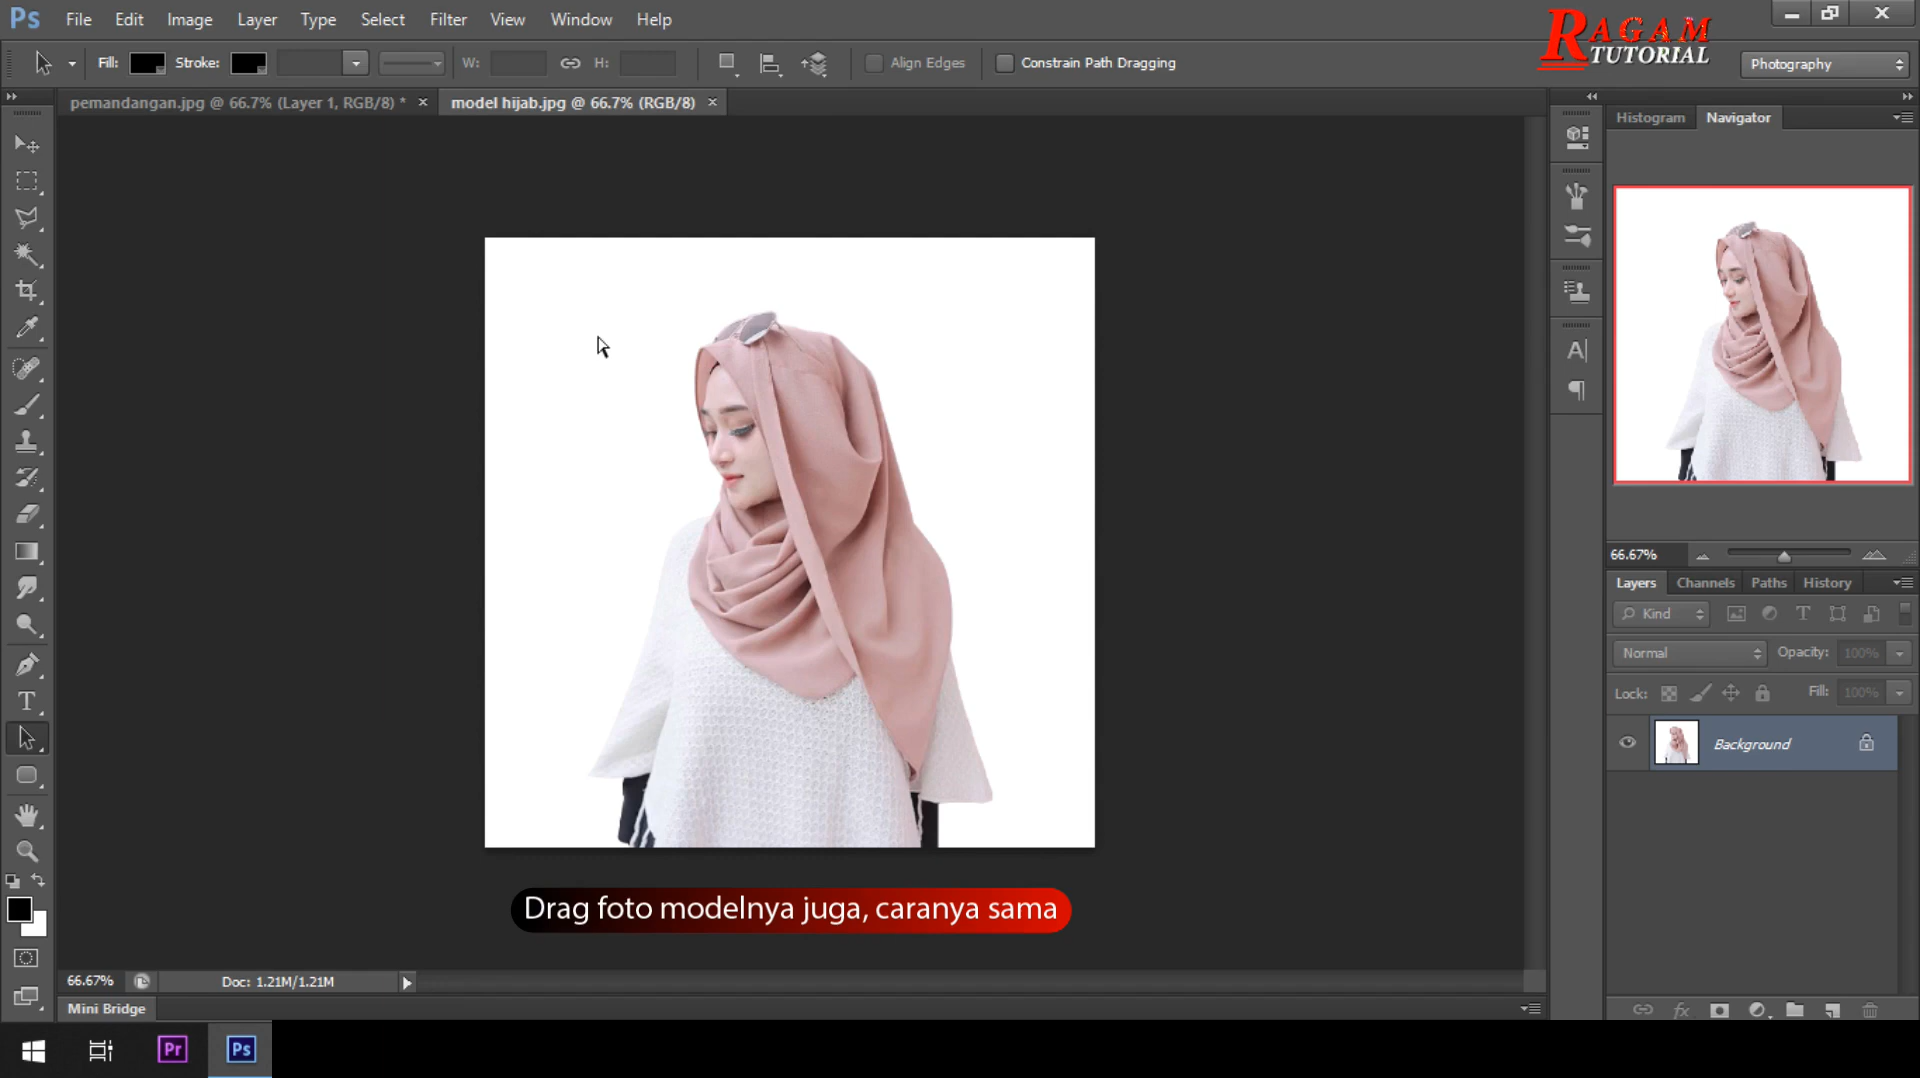 Ps File Edit Image Layer Type Select Filter View Window Help
RAGAM
TUTORIAL
Fill: Stroke: W: H: Align Edges Constrain Path Dragging Photography
pemandangan.jpg @ 66.7% (Layer 1, RGB/8) * × model hijab.jpg @ 66.7% (RGB/8) ×
Histogram Navigator
66.67%
Layers Channels Paths History
Kind
Normal Opacity: 100%
Lock: Fill: 100%
Background
Drag foto modelnya juga, caranya sama
66.67% Doc: 1.21M/1.21M
Mini Bridge
Pr Ps